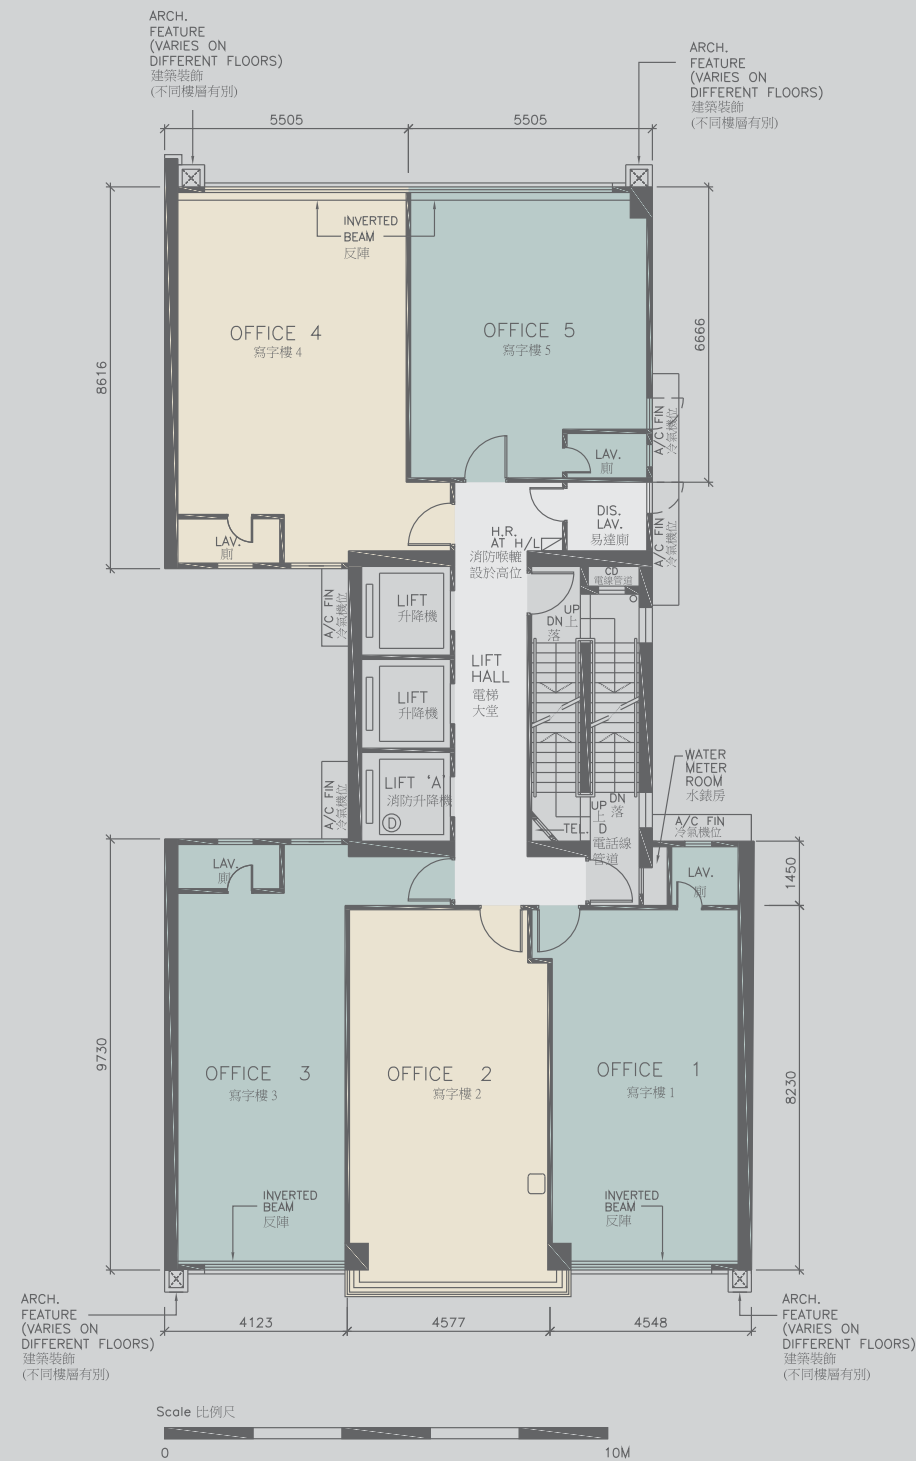 ARCH.
FEATURE
(VARIES ON
DIFFERENT FLOORS)
建築裝飾
(不同樓層有別)
ARCH.
FEATURE
(VARIES ON
DIFFERENT FLOORS)
建築裝飾
(不同樓層有別)
5505
5505
INVERTED
BEAM
反陣
OFFICE 4
寫字樓 4
OFFICE 5
寫字樓 5
8616
6666
A/C FIN
冷氣機位
LAV.
廁
LAV.
廁
DIS.
LAV.
易達廁
A/C FIN
冷氣機位
H.R.
AT H/L
消防喉轆
設於高位
CD
電線管道
A/C FIN
冷氣機位
LIFT
升降機
UP
上
DN
落
LIFT
HALL
電梯
大堂
LIFT
升降機
LIFT 'A'
消防升降機
D
A/C FIN
冷氣機位
WATER
METER
ROOM
水錶房
DN
落
UP
上
TEL. D
電話線
管道
A/C FIN
冷氣機位
LAV.
廁
LAV.
廁
1450
9730
8230
OFFICE 3
寫字樓 3
OFFICE 2
寫字樓 2
OFFICE 1
寫字樓 1
INVERTED
BEAM
反陣
INVERTED
BEAM
反陣
ARCH.
FEATURE
(VARIES ON
DIFFERENT FLOORS)
建築裝飾
(不同樓層有別)
4123
4577
4548
ARCH.
FEATURE
(VARIES ON
DIFFERENT FLOORS)
建築裝飾
(不同樓層有別)
Scale 比例尺
0
10M